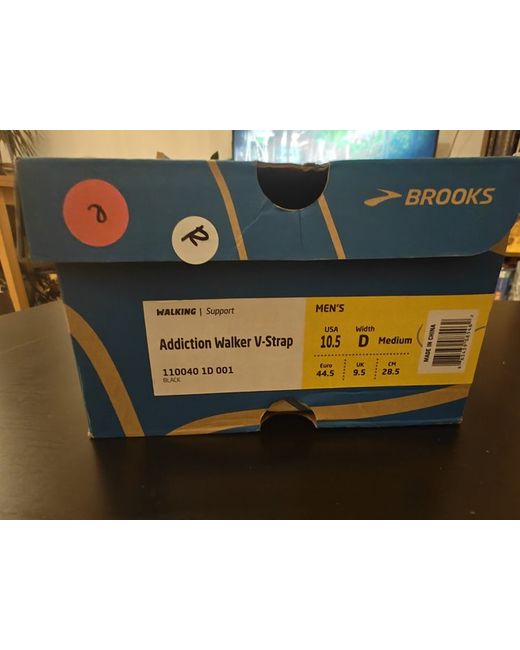 BROOKS
R
WALKING | Support
Addiction Walker V-Strap
110040 1D 001
BLACK
MEN'S
USA Width
10.5 D Medium
Euro UK CM
44.5 9.5 28.5
MADE IN CHINA